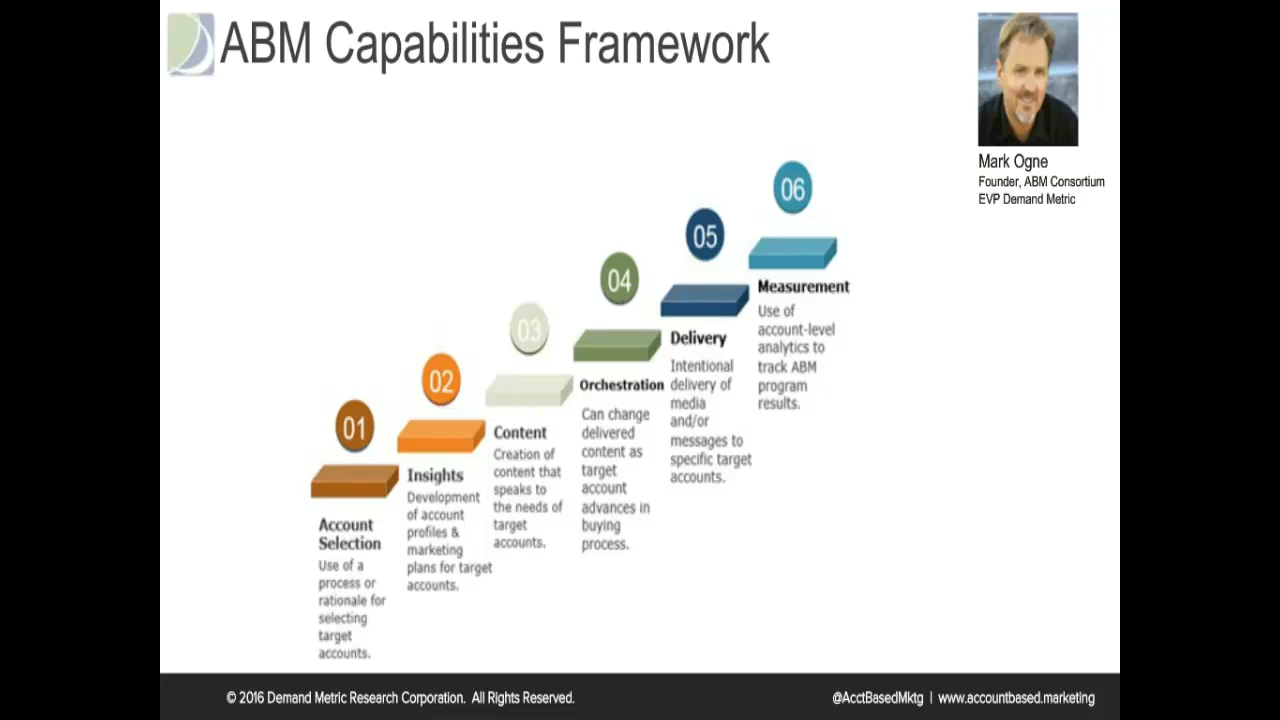 ABM Capabilities Framework
Mark Ogne
Founder, ABM Consortium
EVP Demand Metric
01
Account
Selection
Use of a
process or
rationale for
selecting
target
accounts.
02
Insights
Development
of account
profiles &
marketing
plans for target
accounts.
03
Content
Creation of
content that
speaks to
the needs of
target
accounts.
04
Orchestration
Can change
delivered
content as
target
account
advances in
buying
process.
05
Delivery
Intentional
delivery of
media
and/or
messages to
specific target
accounts.
06
Measurement
Use of
account-level
analytics to
track ABM
program
results.
© 2016 Demand Metric Research Corporation. All Rights Reserved.
@AcctBasedMktg | www.accountbased.marketing